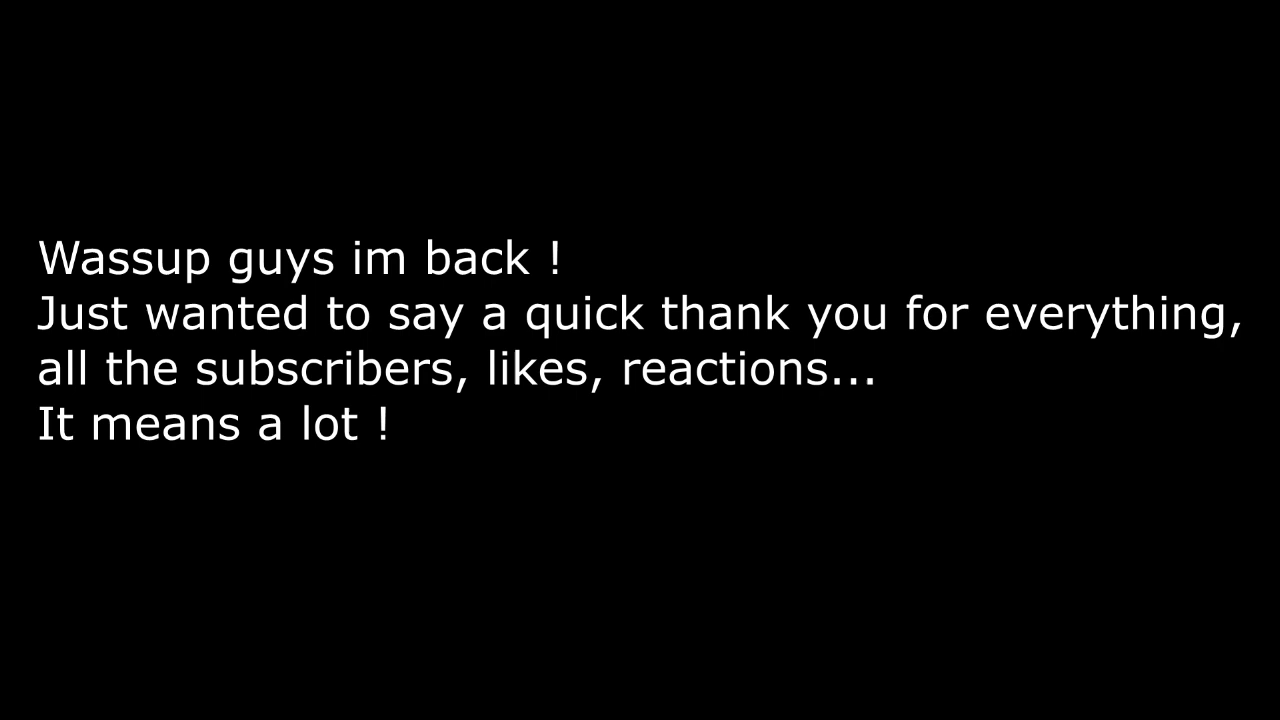 Wassup guys im back !
Just wanted to say a quick thank you for everything,
all the subscribers, likes, reactions...
It means a lot !